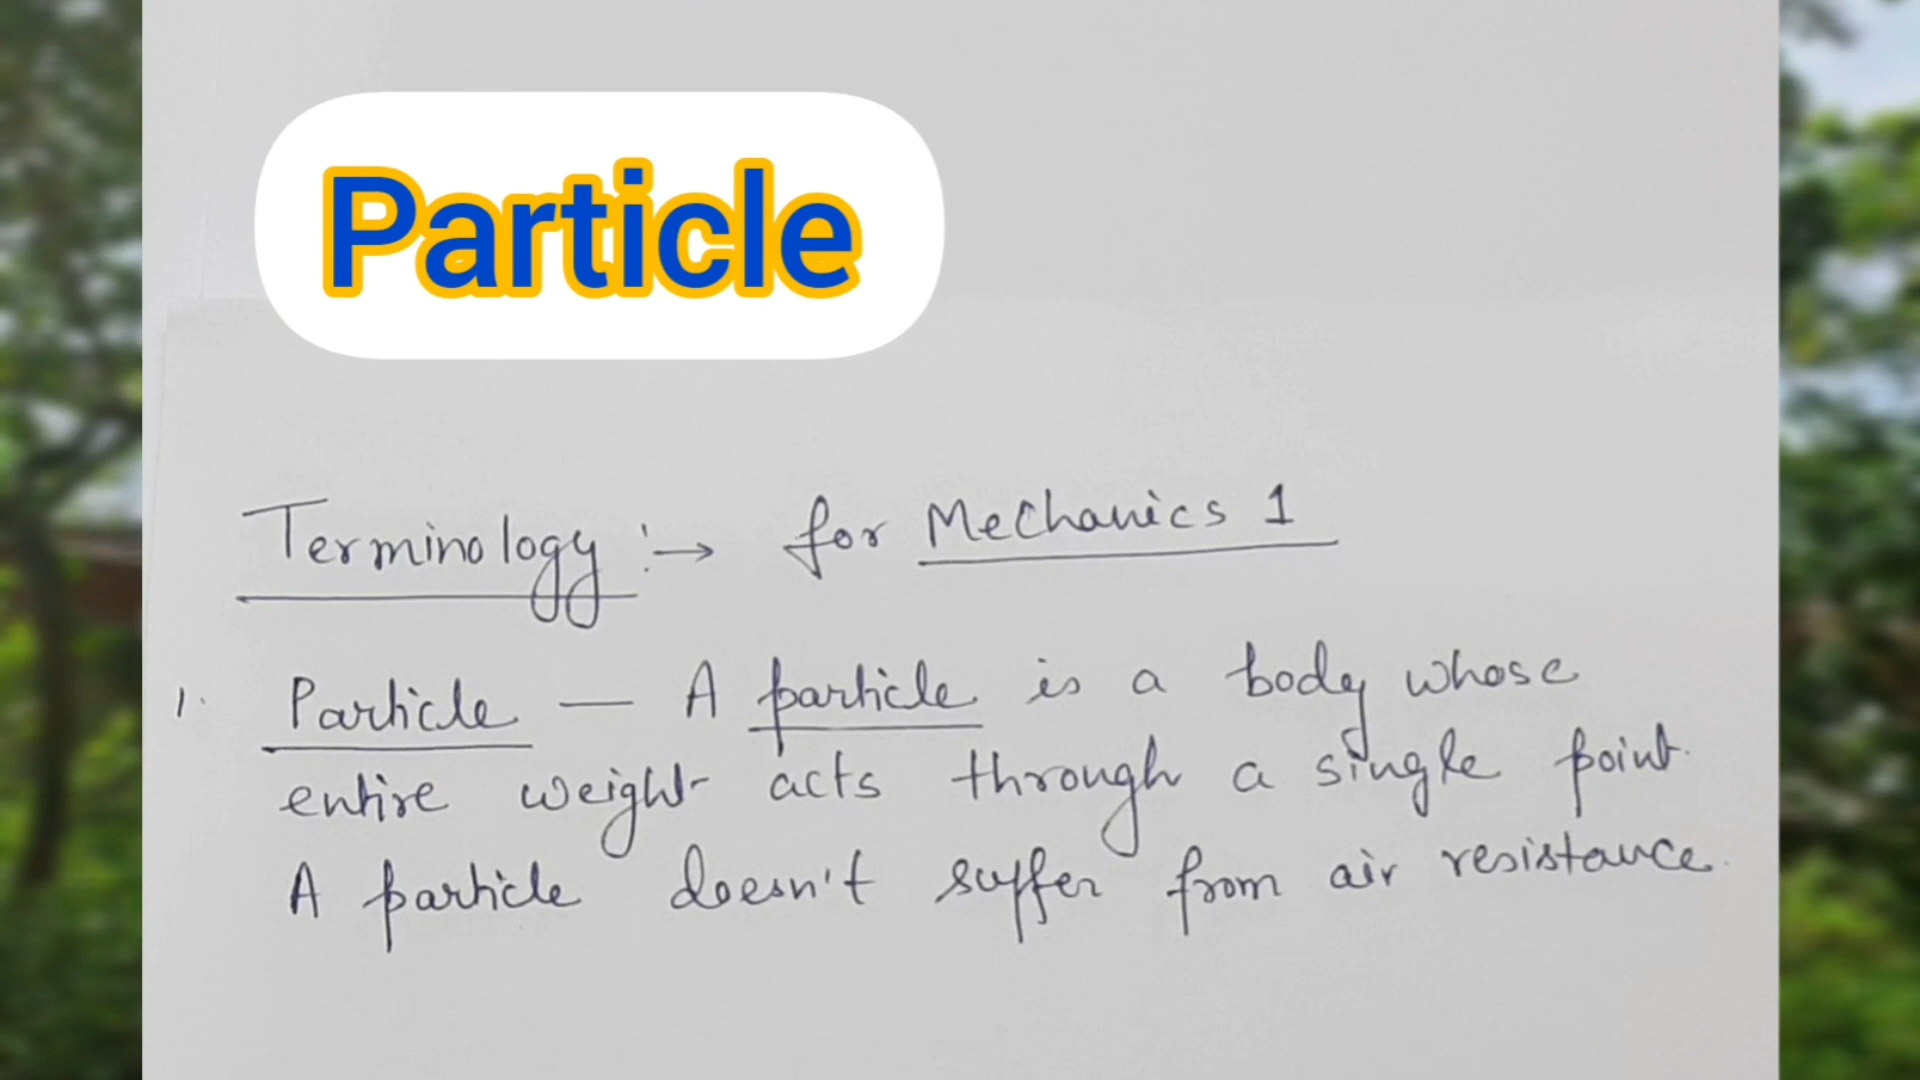 Particle
Terminology :→ for Mechanics 1
1. Particle — A particle is a body whose
entire weight acts through a single point.
A particle doesn't suffer from air resistance.